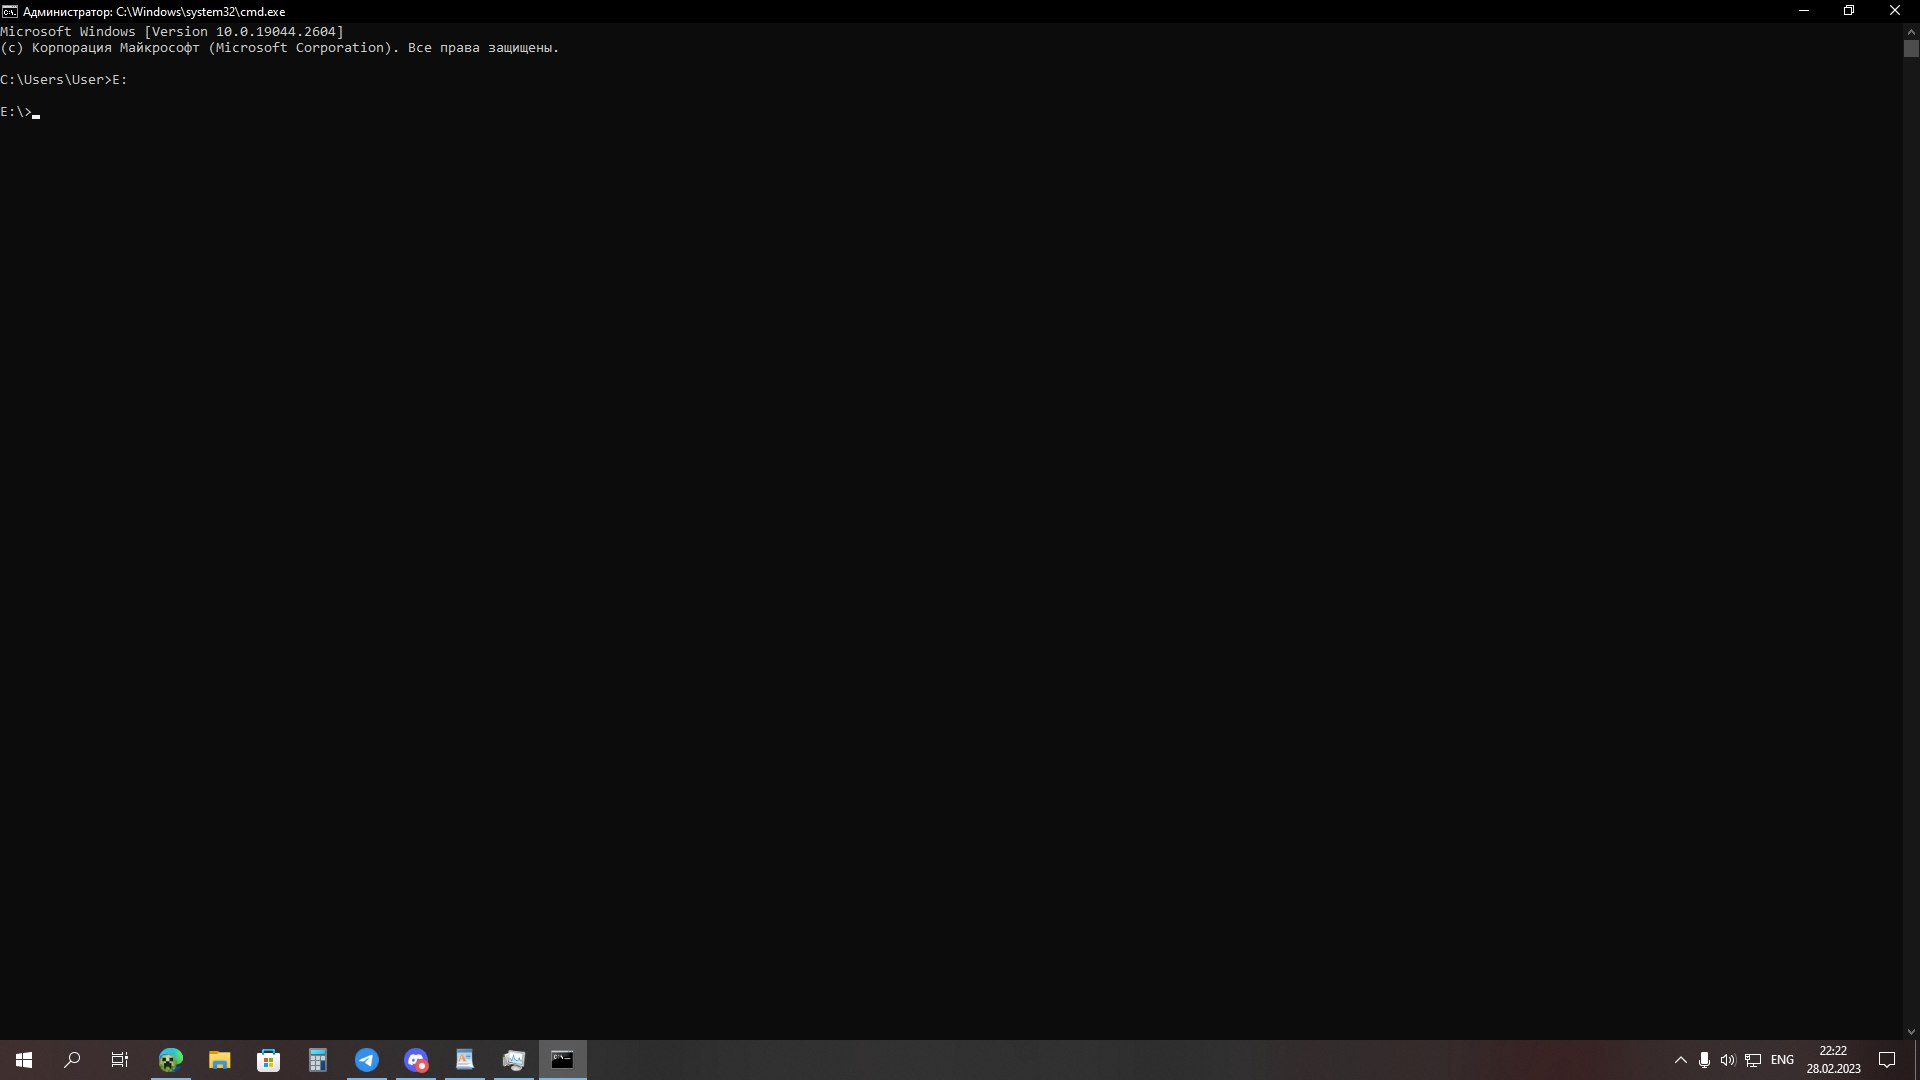 Администратор: C:\Windows\system32\cmd.exe
Microsoft Windows [Version 10.0.19044.2604]
(c) Корпорация Майкрософт (Microsoft Corporation). Все права защищены.
C:\Users\User>E:
E:\>
ENG
22:22
28.02.2023